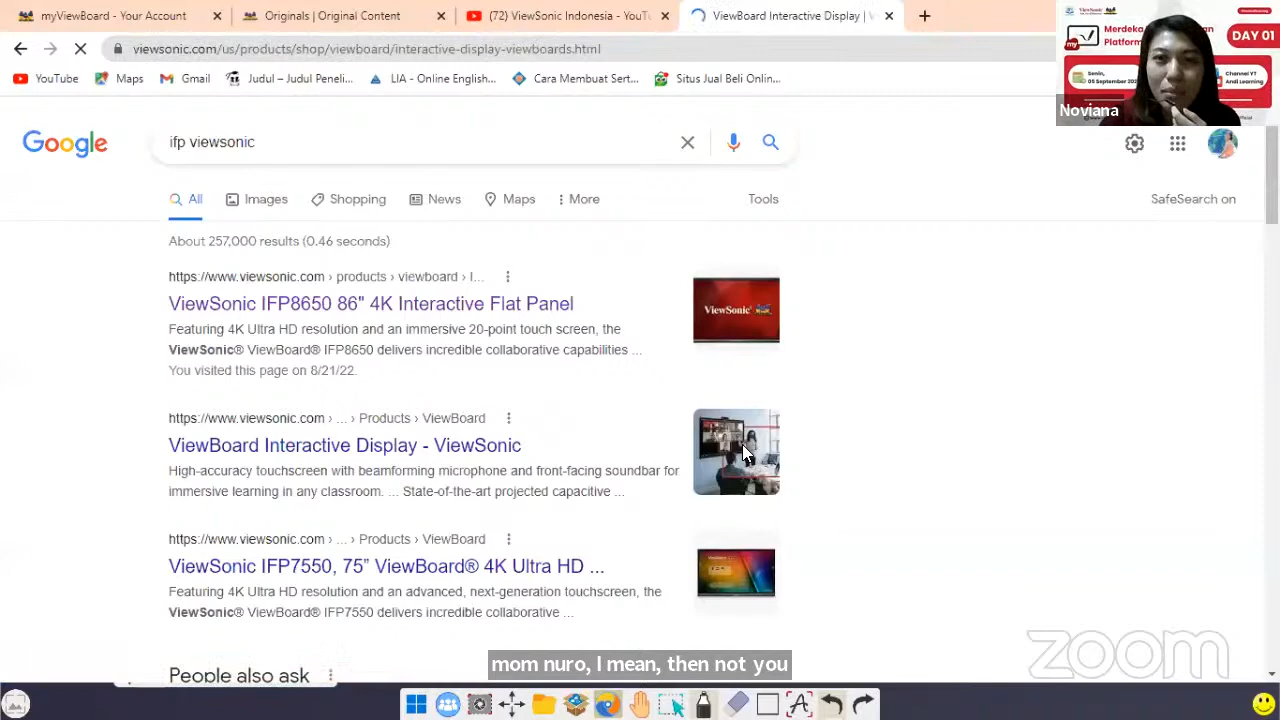 myViewBoard - Your Account
Original
(72) ViewSonic Indonesia - YouT
ViewBoard Interactive Display |
viewsonic.com/us/products/shop/viewboard/interactive-display-viewboards.html
YouTube
Maps
Gmail
Judul – Judul Peneli...
LIA - Online English...
Cara Membuat Sert...
Situs Jual Beli Onlin...
Merdeka
Platform
DAY 01
my
Senin,
Channel YT
Andi Learning
Noviana
Google
ifp viewsonic
All
Images
Shopping
News
Maps
More
Tools
SafeSearch on
About 257,000 results (0.46 seconds)
https://www.viewsonic.com › products › viewboard › I...
ViewSonic IFP8650 86" 4K Interactive Flat Panel
Featuring 4K Ultra HD resolution and an immersive 20-point touch screen, the
ViewSonic® ViewBoard® IFP8650 delivers incredible collaborative capabilities ...
You visited this page on 8/21/22.
ViewSonic
https://www.viewsonic.com › ... › Products › ViewBoard
ViewBoard Interactive Display - ViewSonic
High-accuracy touchscreen with beamforming microphone and front-facing soundbar for
immersive learning in any classroom. ... State-of-the-art projected capacitive ...
https://www.viewsonic.com › ... › Products › ViewBoard
ViewSonic IFP7550, 75” ViewBoard® 4K Ultra HD ...
Featuring 4K Ultra HD resolution and an advanced, next-generation touchscreen, the
ViewSonic® ViewBoard® IFP7550 delivers incredible collaborative ...
People also ask
mom nuro, I mean, then not you
zoom